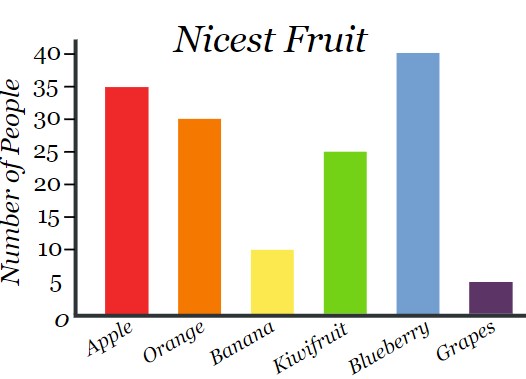 Nicest Fruit
Number of People
40
35
30
25
20
15
10
5
0
Apple
Orange
Banana
Kiwifruit
Blueberry
Grapes